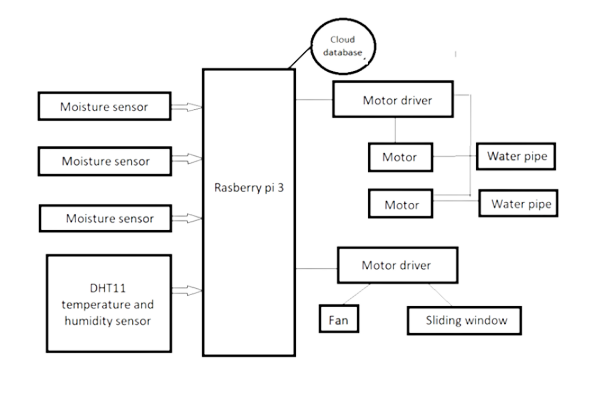 Cloud
database
Moisture sensor
Motor driver
Moisture sensor
Motor
Water pipe
Rasberry pi 3
Moisture sensor
Motor
Water pipe
DHT11
temperature and
humidity sensor
Motor driver
Fan
Sliding window